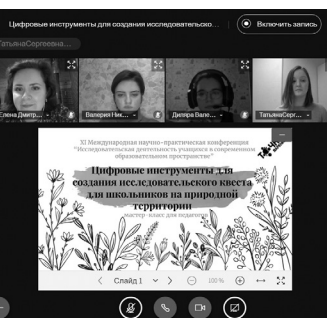 Цифровые инструменты для создания исследовательско...
Включить запись
ТатьянаСергеевна...
Елена Дмитр...
Валерия Ник...
Диляра Вале...
ТатьянаСерг...
XI Международная научно-практическая конференция
"Исследовательская деятельность учащихся в современном
образовательном пространстве"
Цифровые инструменты для
создания исследовательского квеста
для школьников на природной
территории
мастер-класс для педагогов
Слайд 1
100%